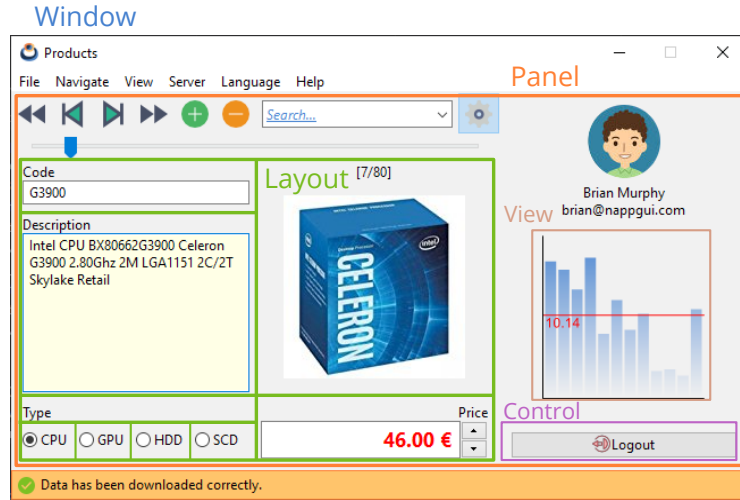 Window
Products
File Navigate View Server Language Help
Panel
Search...
Code
G3900
Layout
[7/80]
Brian Murphy
brian@nappgui.com
Description
Intel CPU BX80662G3900 Celeron
G3900 2.80Ghz 2M LGA1151 2C/2T
Skylake Retail
intel
CELERON
View
10.14
Type
CPU GPU HDD SCD
Price
46.00 €
Control
Logout
Data has been downloaded correctly.